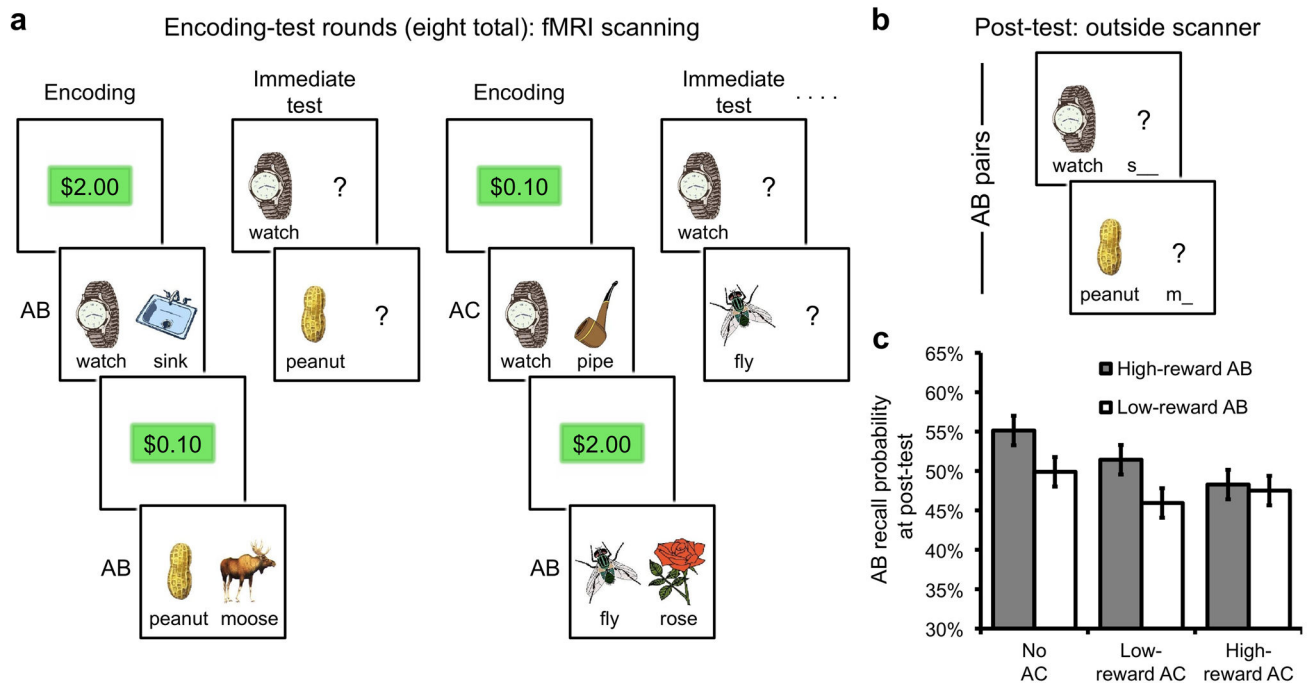 a
Encoding-test rounds (eight total): fMRI scanning
Encoding
Immediate
test
Encoding
Immediate
test
. . . .
$2.00
watch
?
$0.10
watch
?
AB
watch
sink
peanut
?
AC
watch
pipe
fly
?
$0.10
$2.00
AB
peanut
moose
AB
fly
rose
b
Post-test: outside scanner
AB pairs
?
watch
s__
?
peanut
m_
c
AB recall probability
at post-test
65%
60%
55%
50%
45%
40%
35%
30%
High-reward AB
Low-reward AB
No
AC
Low-
reward AC
High-
reward AC